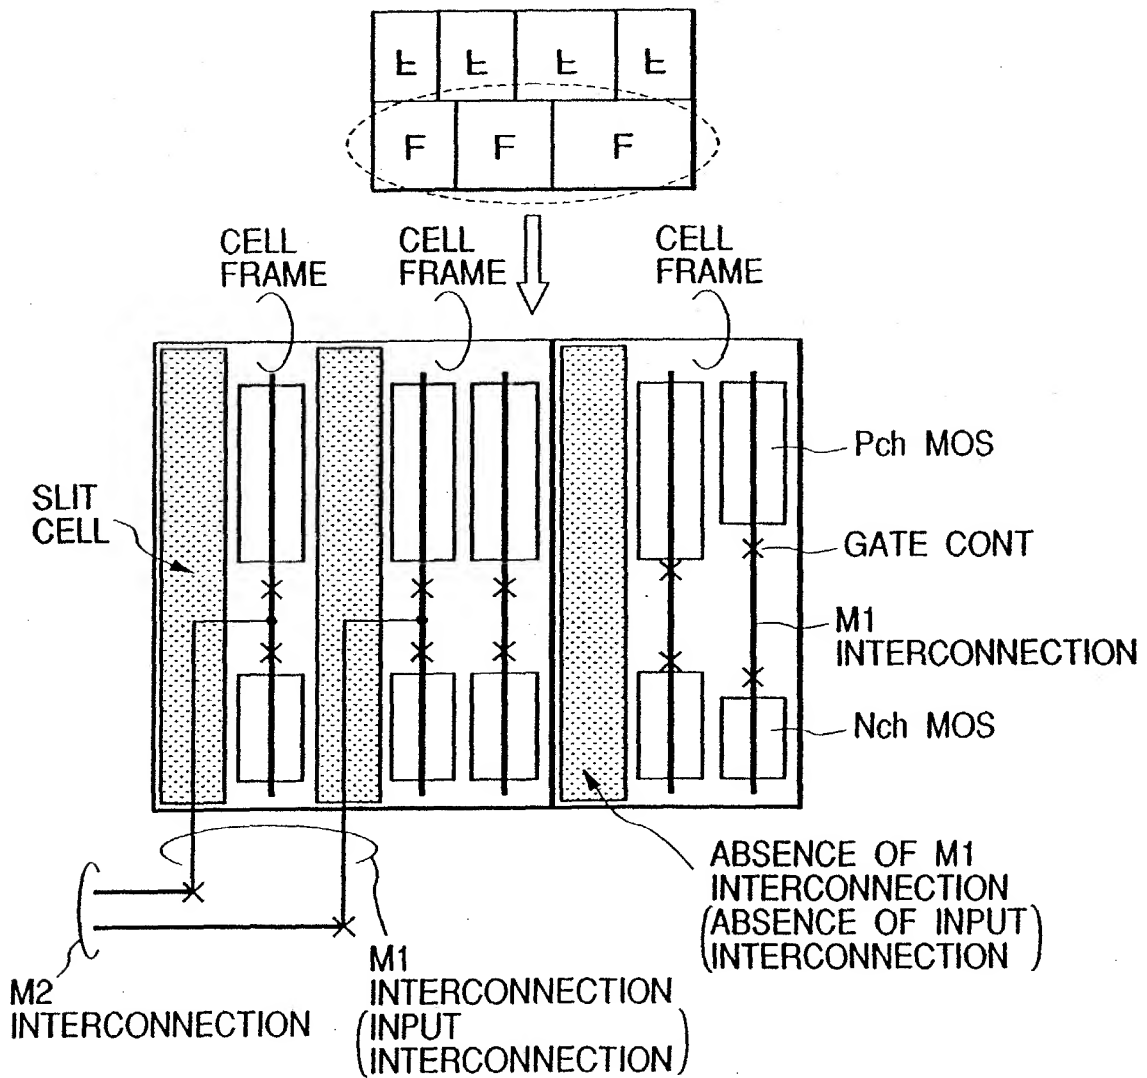 F F F F
F F F
CELL
FRAME
CELL
FRAME
CELL
FRAME
Pch MOS
SLIT
CELL
GATE CONT
M1
INTERCONNECTION
Nch MOS
ABSENCE OF M1
INTERCONNECTION
(ABSENCE OF INPUT
INTERCONNECTION)
M2
INTERCONNECTION
M1
INTERCONNECTION
(INPUT
INTERCONNECTION)